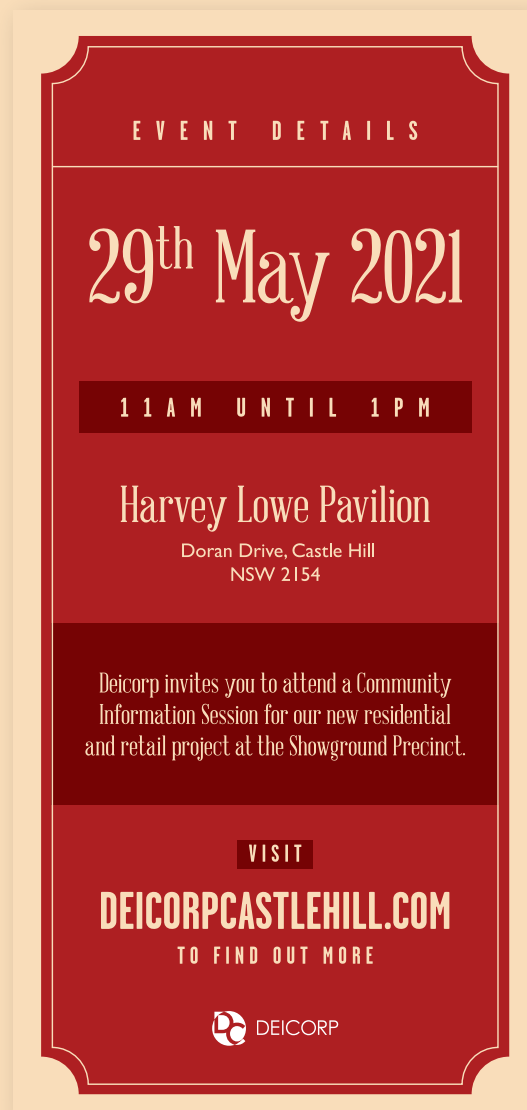 EVENT DETAILS
29th May 2021
11AM UNTIL 1PM
Harvey Lowe Pavilion
Doran Drive, Castle Hill
NSW 2154
Deicorp invites you to attend a Community
Information Session for our new residential
and retail project at the Showground Precinct.
VISIT
DEICORPCASTLEHILL.COM
TO FIND OUT MORE
DC DEICORP